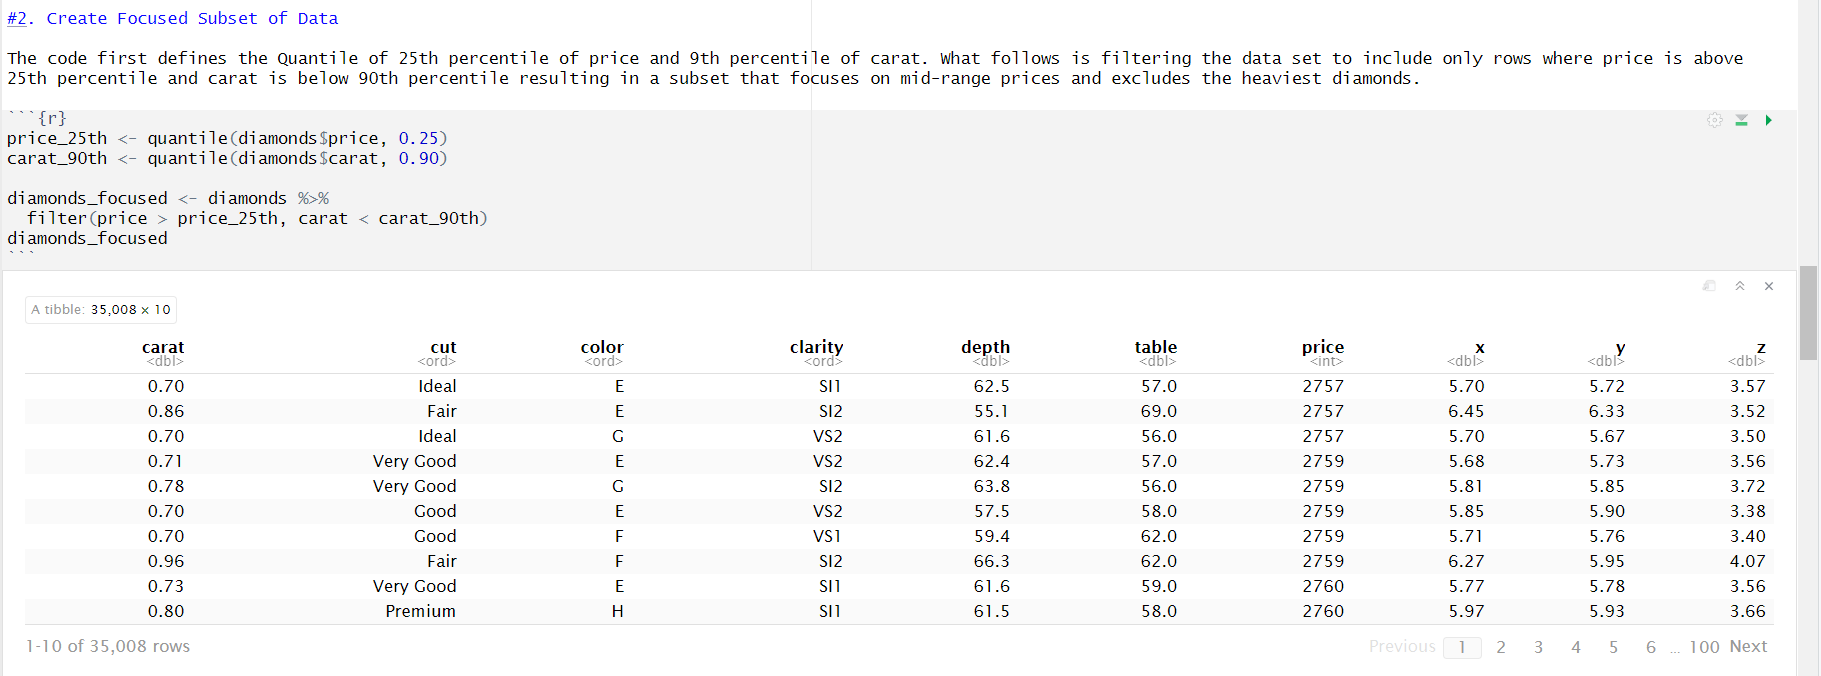 #2. Create Focused Subset of Data
The code first defines the Quantile of 25th percentile of price and 9th percentile of carat. What follows is filtering the data set to include only rows where price is above
25th percentile and carat is below 90th percentile resulting in a subset that focuses on mid-range prices and excludes the heaviest diamonds.
```{r}
price_25th <- quantile(diamonds$price, 0.25)
carat_90th <- quantile(diamonds$carat, 0.90)
diamonds_focused <- diamonds %>%
  filter(price > price_25th, carat < carat_90th)
diamonds_focused
```
A tibble: 35,008 × 10
carat cut color clarity depth table price x y z
<dbl> <ord> <ord> <ord> <dbl> <dbl> <int> <dbl> <dbl> <dbl>
0.70 Ideal E SI1 62.5 57.0 2757 5.70 5.72 3.57
0.86 Fair E SI2 55.1 69.0 2757 6.45 6.33 3.52
0.70 Ideal G VS2 61.6 56.0 2757 5.70 5.67 3.50
0.71 Very Good E VS2 62.4 57.0 2759 5.68 5.73 3.56
0.78 Very Good G SI2 63.8 56.0 2759 5.81 5.85 3.72
0.70 Good E VS2 57.5 58.0 2759 5.85 5.90 3.38
0.70 Good F VS1 59.4 62.0 2759 5.71 5.76 3.40
0.96 Fair F SI2 66.3 62.0 2759 6.27 5.95 4.07
0.73 Very Good E SI1 61.6 59.0 2760 5.77 5.78 3.56
0.80 Premium H SI1 61.5 58.0 2760 5.97 5.93 3.66
1-10 of 35,008 rows Previous 1 2 3 4 5 6 ... 100 Next